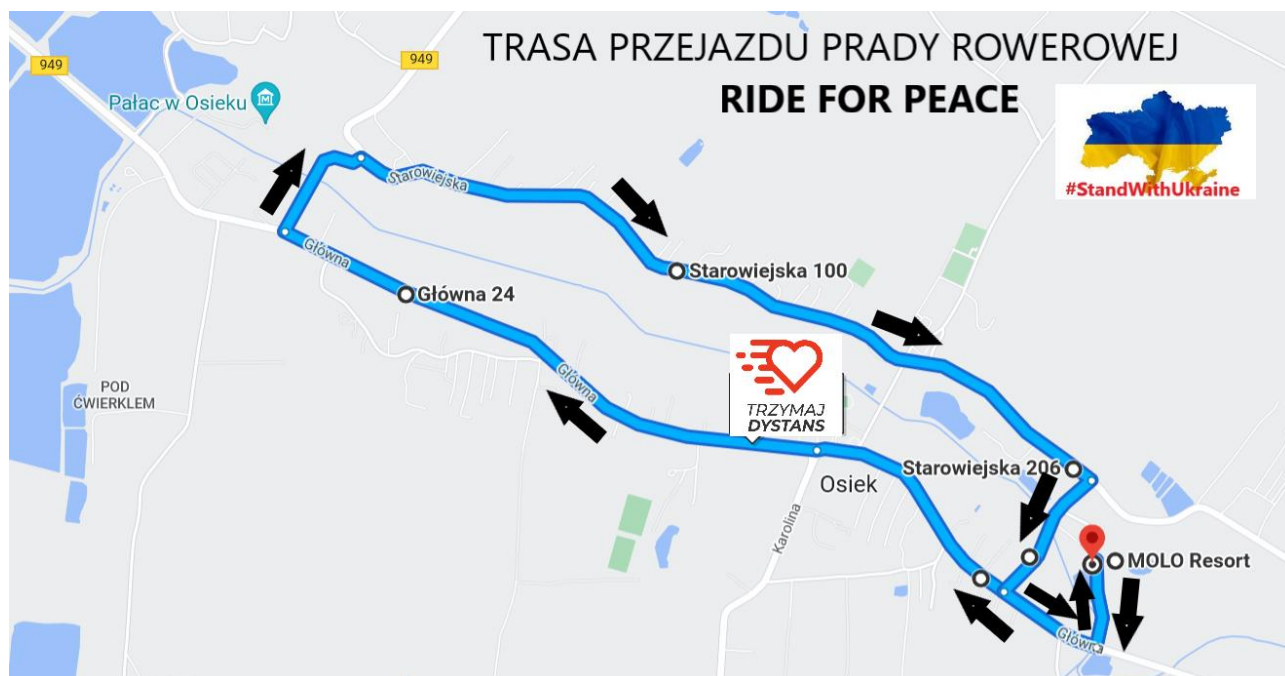 TRASA PRZEJAZDU PRADY ROWEROWEJ
RIDE FOR PEACE
949
949
Pałac w Osieku
#StandWithUkraine
Starowiejska
Główna
Starowiejska 100
Główna 24
POD
ĆWIERKLEM
Główna
TRZYMAJ
DYSTANS
Starowiejska 206
Osiek
Karolina
MOLO Resort
Główna